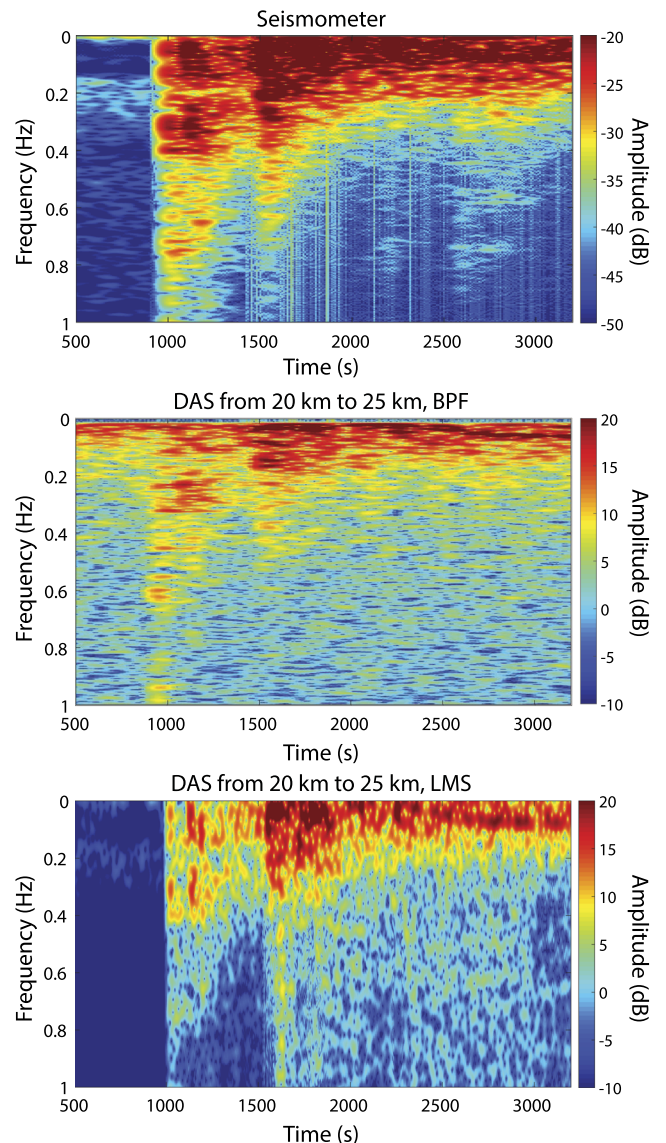 Seismometer
0
0.2
0.4
0.6
0.8
1
Frequency (Hz)
500 1000 1500 2000 2500 3000
Time (s)
-20
-25
-30
-35
-40
-45
-50
Amplitude (dB)
DAS from 20 km to 25 km, BPF
0
0.2
0.4
0.6
0.8
1
Frequency (Hz)
500 1000 1500 2000 2500 3000
Time (s)
20
15
10
5
0
-5
-10
Amplitude (dB)
DAS from 20 km to 25 km, LMS
0
0.2
0.4
0.6
0.8
1
Frequency (Hz)
500 1000 1500 2000 2500 3000
Time (s)
20
15
10
5
0
-5
-10
Amplitude (dB)